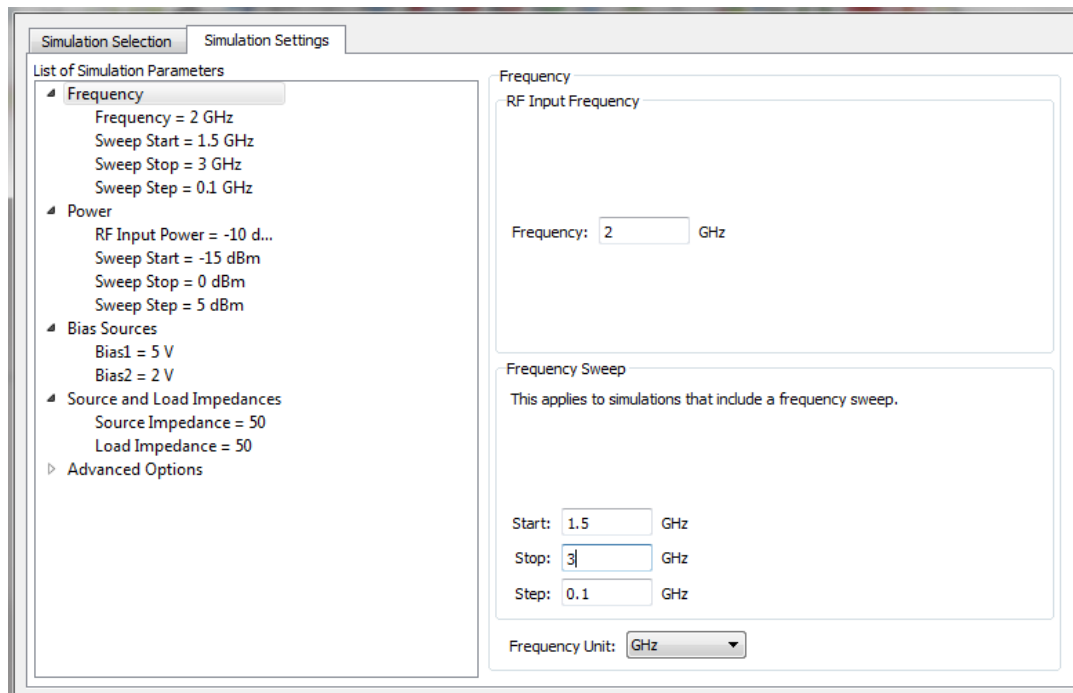 Simulation Selection
Simulation Settings
List of Simulation Parameters
Frequency
Frequency = 2 GHz
Sweep Start = 1.5 GHz
Sweep Stop = 3 GHz
Sweep Step = 0.1 GHz
Power
RF Input Power = -10 d...
Sweep Start = -15 dBm
Sweep Stop = 0 dBm
Sweep Step = 5 dBm
Bias Sources
Bias1 = 5 V
Bias2 = 2 V
Source and Load Impedances
Source Impedance = 50
Load Impedance = 50
Advanced Options
Frequency
RF Input Frequency
Frequency: 2 GHz
Frequency Sweep
This applies to simulations that include a frequency sweep.
Start: 1.5 GHz
Stop: 3 GHz
Step: 0.1 GHz
Frequency Unit: GHz